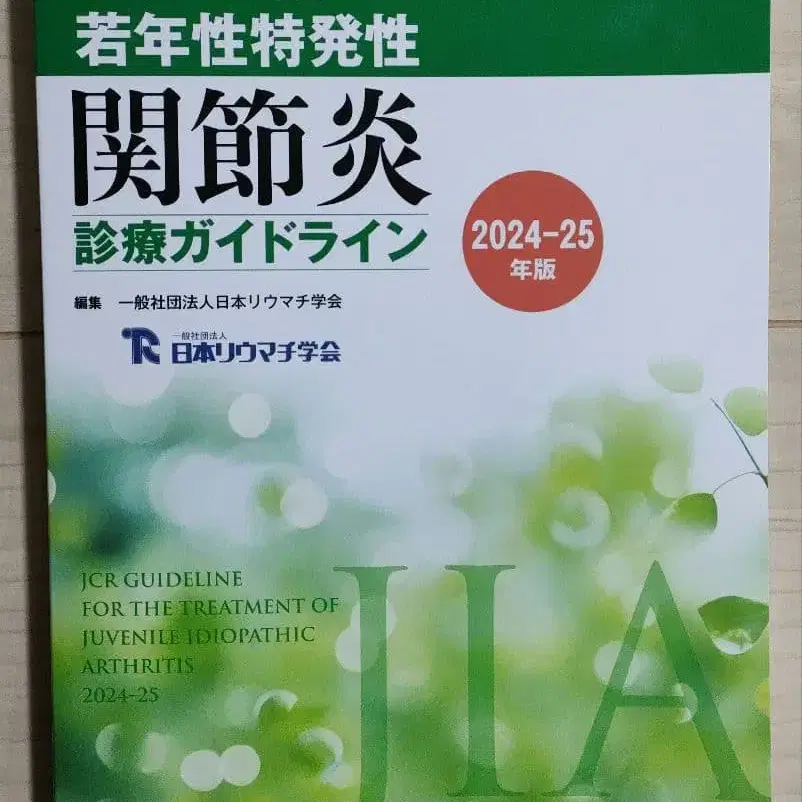 若年性特発性
関節炎
診療ガイドライン
2024-25
年版
編集 一般社団法人日本リウマチ学会
一般社団法人
日本リウマチ学会
JCR GUIDELINE
FOR THE TREATMENT OF
JUVENILE IDIOPATHIC
ARTHRITIS
2024-25
JIA